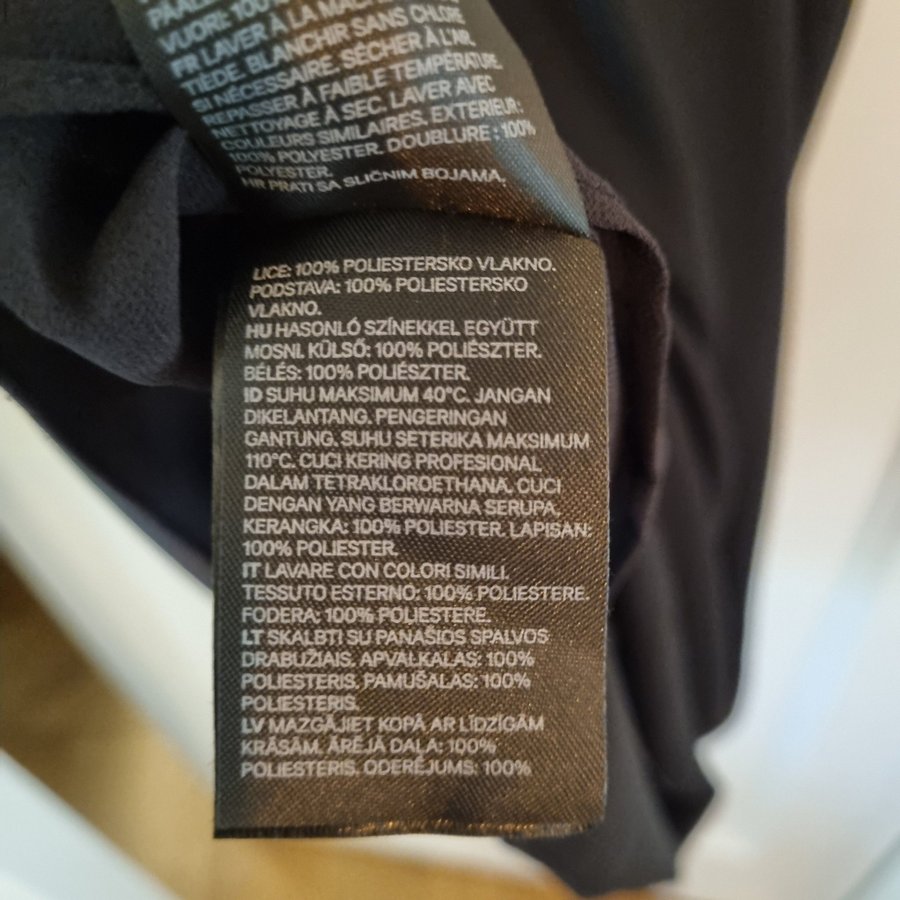 VUORI: 100%
FR LAVER À LA MACHINE
TIÈDE. BLANCHIR SANS CHLORE
SI NÉCESSAIRE. SÉCHER À L'AIR.
REPASSER À FAIBLE TEMPÉRATURE.
NETTOYAGE À SEC. LAVER AVEC
COULEURS SIMILAIRES. EXTERIEUR:
100% POLYESTER. DOUBLURE: 100%
POLYESTER.
HR PRATI SA SLIČNIM BOJAMA.
LICE: 100% POLIESTERSKO VLAKNO.
PODSTAVA: 100% POLIESTERSKO
VLAKNO.
HU HASONLÓ SZÍNEKKEL EGYÜTT
MOSNI. KÜLSŐ: 100% POLIÉSZTER.
BÉLÉS: 100% POLIÉSZTER.
ID SUHU MAKSIMUM 40°C. JANGAN
DIKELANTANG. PENGERINGAN
GANTUNG. SUHU SETERIKA MAKSIMUM
110°C. CUCI KERING PROFESIONAL
DALAM TETRAKLOROETHANA. CUCI
DENGAN YANG BERWARNA SERUPA.
KERANGKA: 100% POLIESTER. LAPISAN:
100% POLIESTER.
IT LAVARE CON COLORI SIMILI.
TESSUTO ESTERNO: 100% POLIESTERE.
FODERA: 100% POLIESTERE.
LT SKALBTI SU PANAŠIOS SPALVOS
DRABUŽIAIS. APVALKALAS: 100%
POLIESTERIS. PAMUŠALAS: 100%
POLIESTERIS.
LV MAZGĀJIET KOPĀ AR LĪDZĪGĀM
KRĀSĀM. ĀRĒJĀ DAĻA: 100%
POLIESTERIS. ODERĒJUMS: 100%